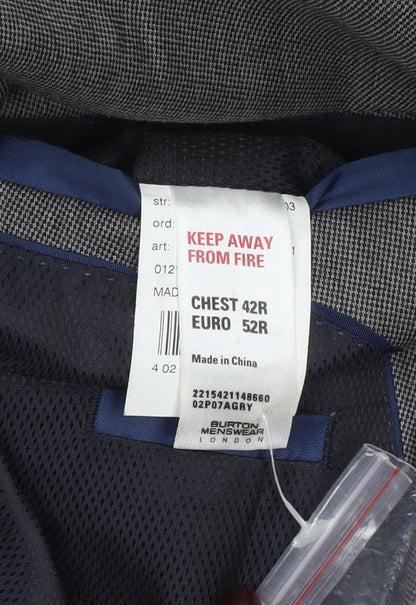 str:
03
ord:
art:
1
012
MAD
4 02
KEEP AWAY
FROM FIRE
CHEST 42R
EURO 52R
Made in China
2215421148660
02P07AGRY
BURTON
MENSWEAR
LONDON